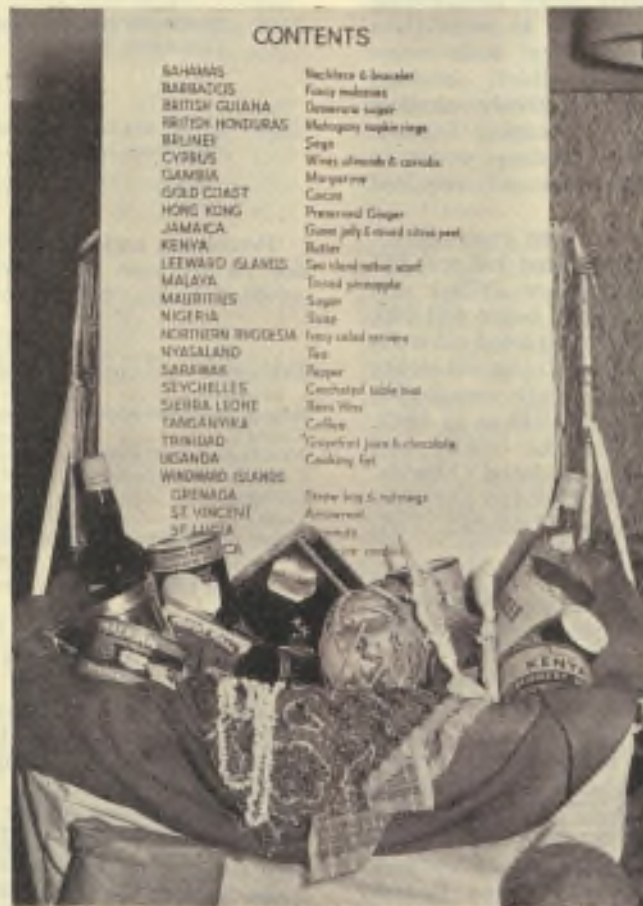 CONTENTS
BAHAMAS Necklace & bracelet
BARBADOS Fancy molasses
BRITISH GUIANA Demerara sugar
BRITISH HONDURAS Mahogany napkin rings
BRUNEI Sago
CYPRUS Wines almonds & carrobs
GAMBIA Margarine
GOLD COAST Cocoa
HONG KONG Preserved Ginger
JAMAICA Guava jelly & mixed citrus peel
KENYA Butter
LEEWARD ISLANDS Sea island cotton scarf
MALAYA Tinned pineapple
MAURITIUS Sugar
NIGERIA Soap
NORTHERN RHODESIA Ivory salad servers
NYASALAND Tea
SARAWAK Pepper
SEYCHELLES Crocheted table mat
SIERRA LEONE
TANGANYIKA Coffee
TRINIDAD Grapefruit juice & chocolate
UGANDA Cooking fat
WINDWARD ISLANDS
GRENADA Straw bag & nutmegs
ST. VINCENT Arrowroot
ST. LUCIA
KENYA